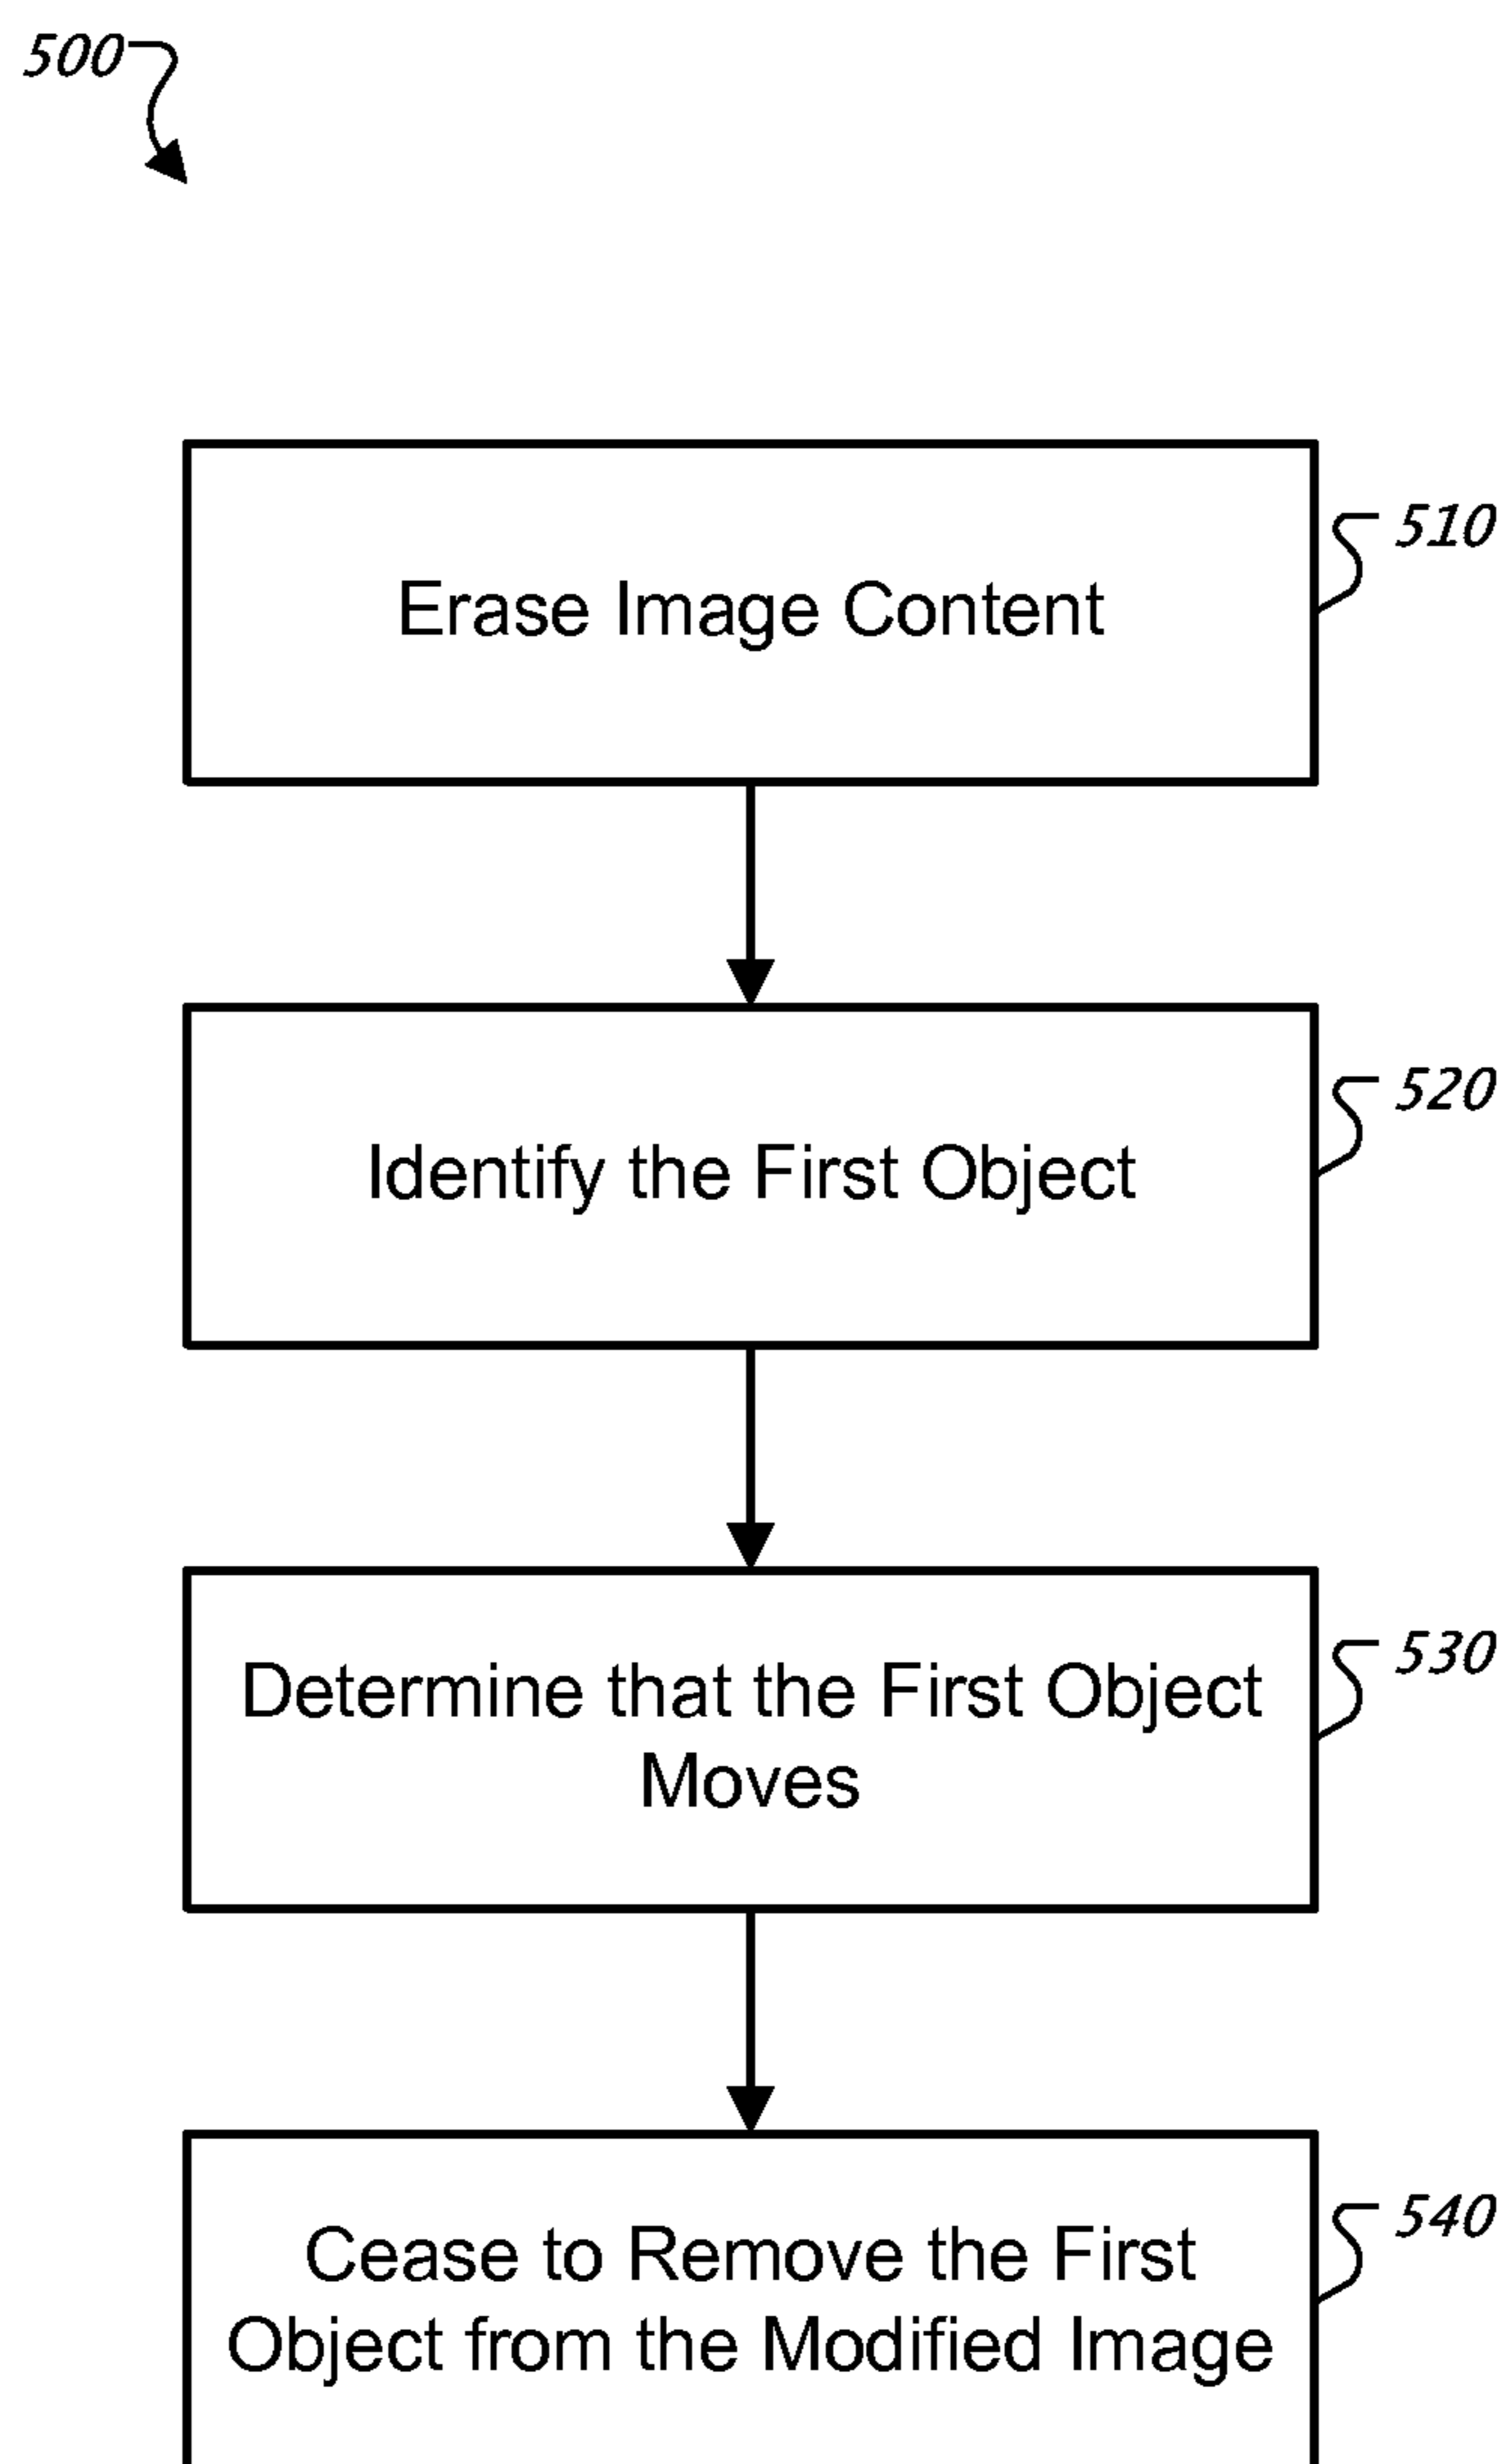 500
Erase Image Content
510
Identify the First Object
520
Determine that the First Object
Moves
530
Cease to Remove the First
Object from the Modified Image
540